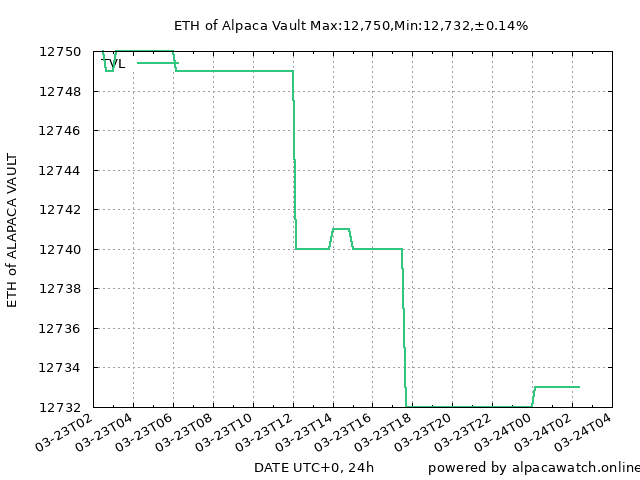 ETH of Alpaca Vault Max:12,750,Min:12,732,±0.14%
12750
TVL
12748
12746
12744
12742
12740
12738
12736
12734
12732
ETH of ALAPACA VAULT
03-23T02
03-23T04
03-23T06
03-23T08
03-23T10
03-23T12
03-23T14
03-23T16
03-23T18
03-23T20
03-23T22
03-24T00
03-24T02
03-24T04
DATE UTC+0, 24h
powered by alpacawatch.online